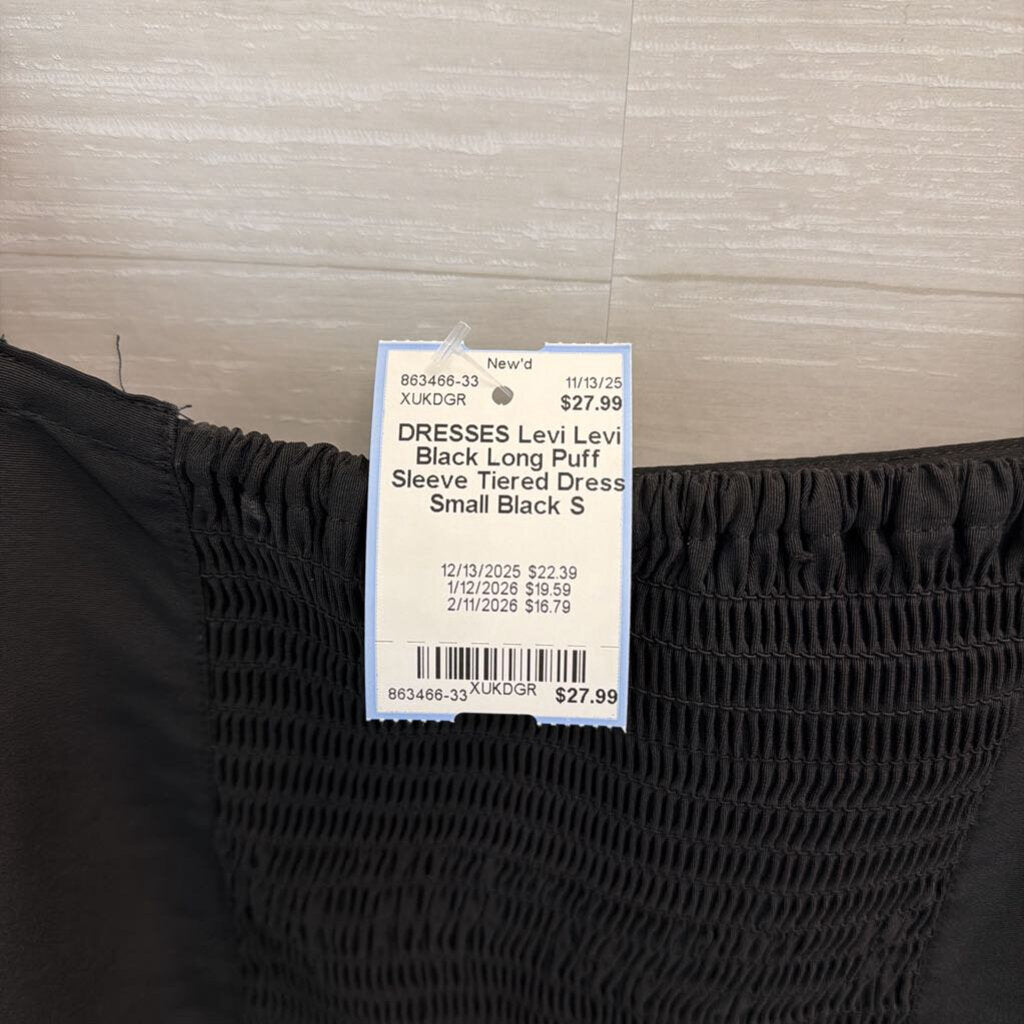 New'd
863466-33 11/13/25
XUKDGR $27.99
DRESSES Levi Levi
Black Long Puff
Sleeve Tiered Dress
Small Black S
12/13/2025 $22.39
1/12/2026 $19.59
2/11/2026 $16.79
863466-33 XUKDGR $27.99